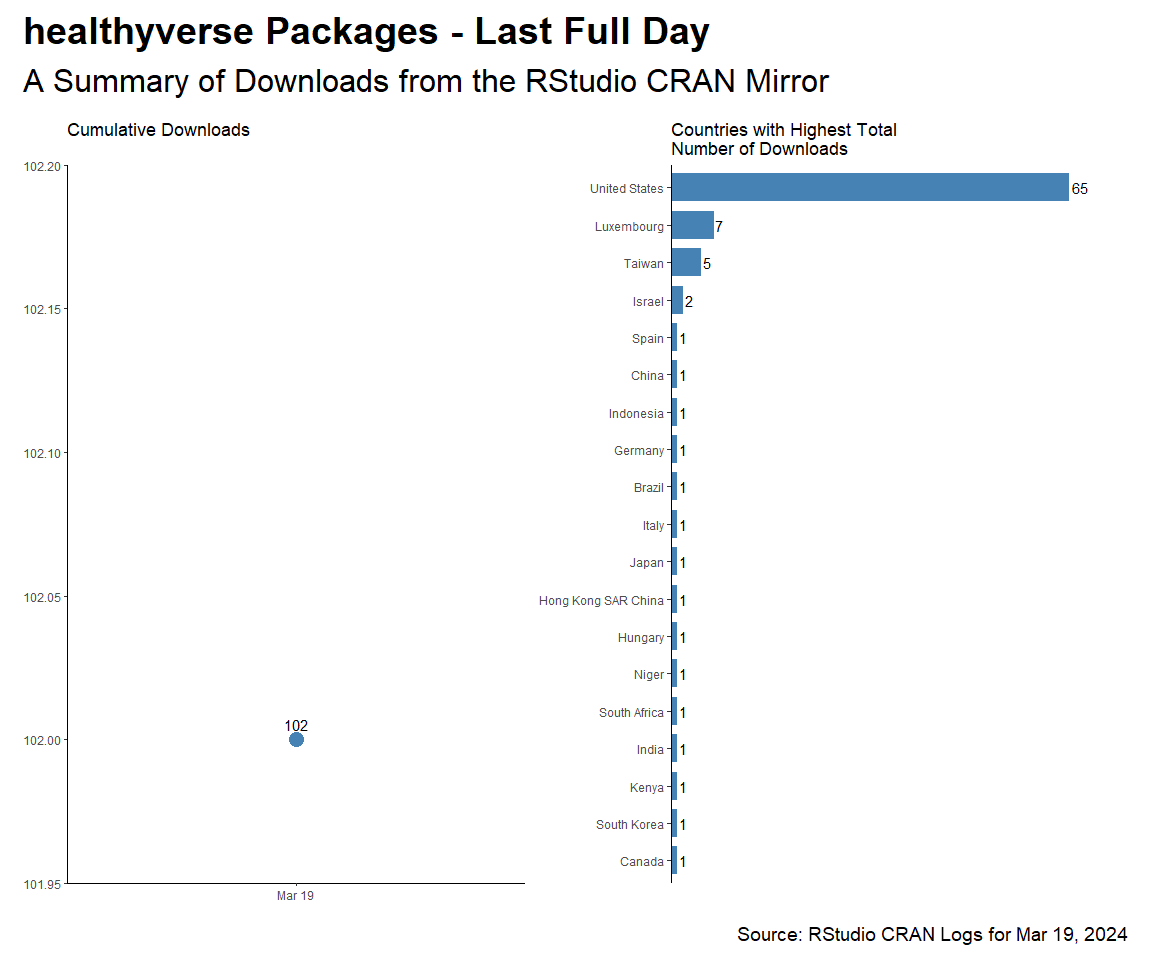 healthyverse Packages - Last Full Day
A Summary of Downloads from the RStudio CRAN Mirror
Cumulative Downloads
102.20
102.15
102.10
102.05
102.00
101.95
102
Mar 19
Countries with Highest Total
Number of Downloads
United States 65
Luxembourg 7
Taiwan 5
Israel 2
Spain 1
China 1
Indonesia 1
Germany 1
Brazil 1
Italy 1
Japan 1
Hong Kong SAR China 1
Hungary 1
Niger 1
South Africa 1
India 1
Kenya 1
South Korea 1
Canada 1
Source: RStudio CRAN Logs for Mar 19, 2024